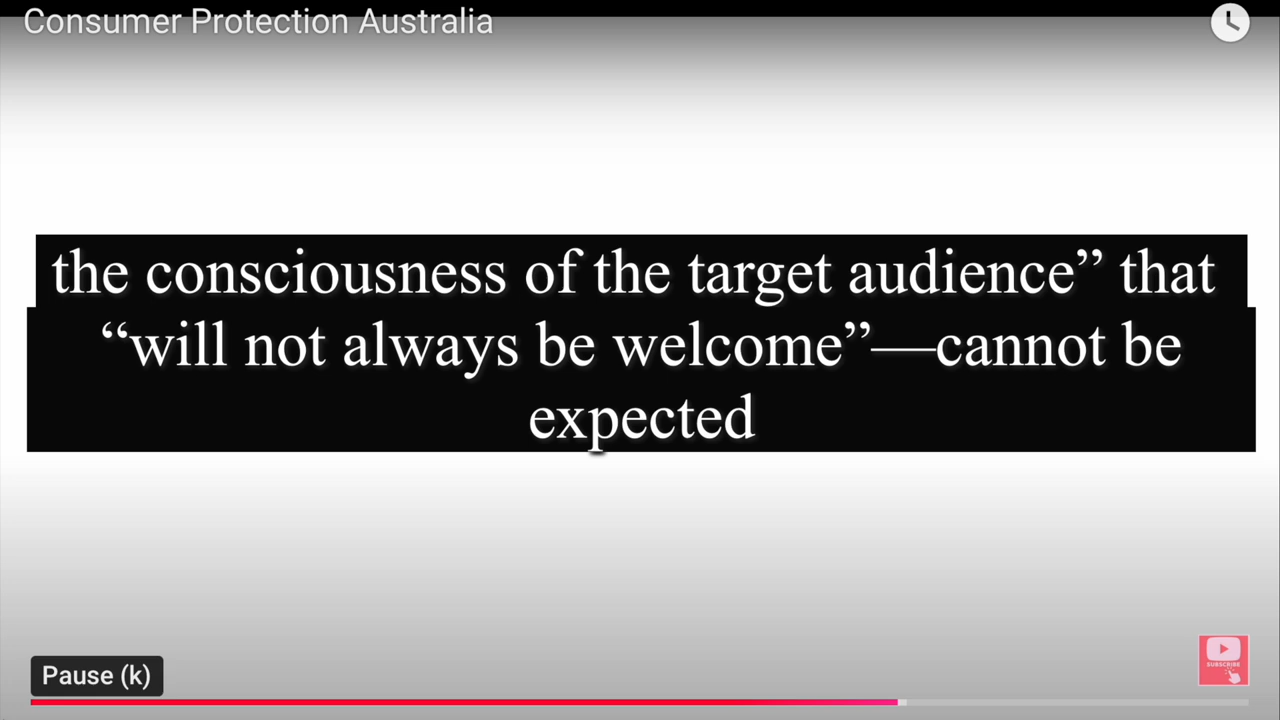 Consumer Protection Australia
the consciousness of the target audience” that
“will not always be welcome”—cannot be
expected
SUBSCRIBE
Pause (k)